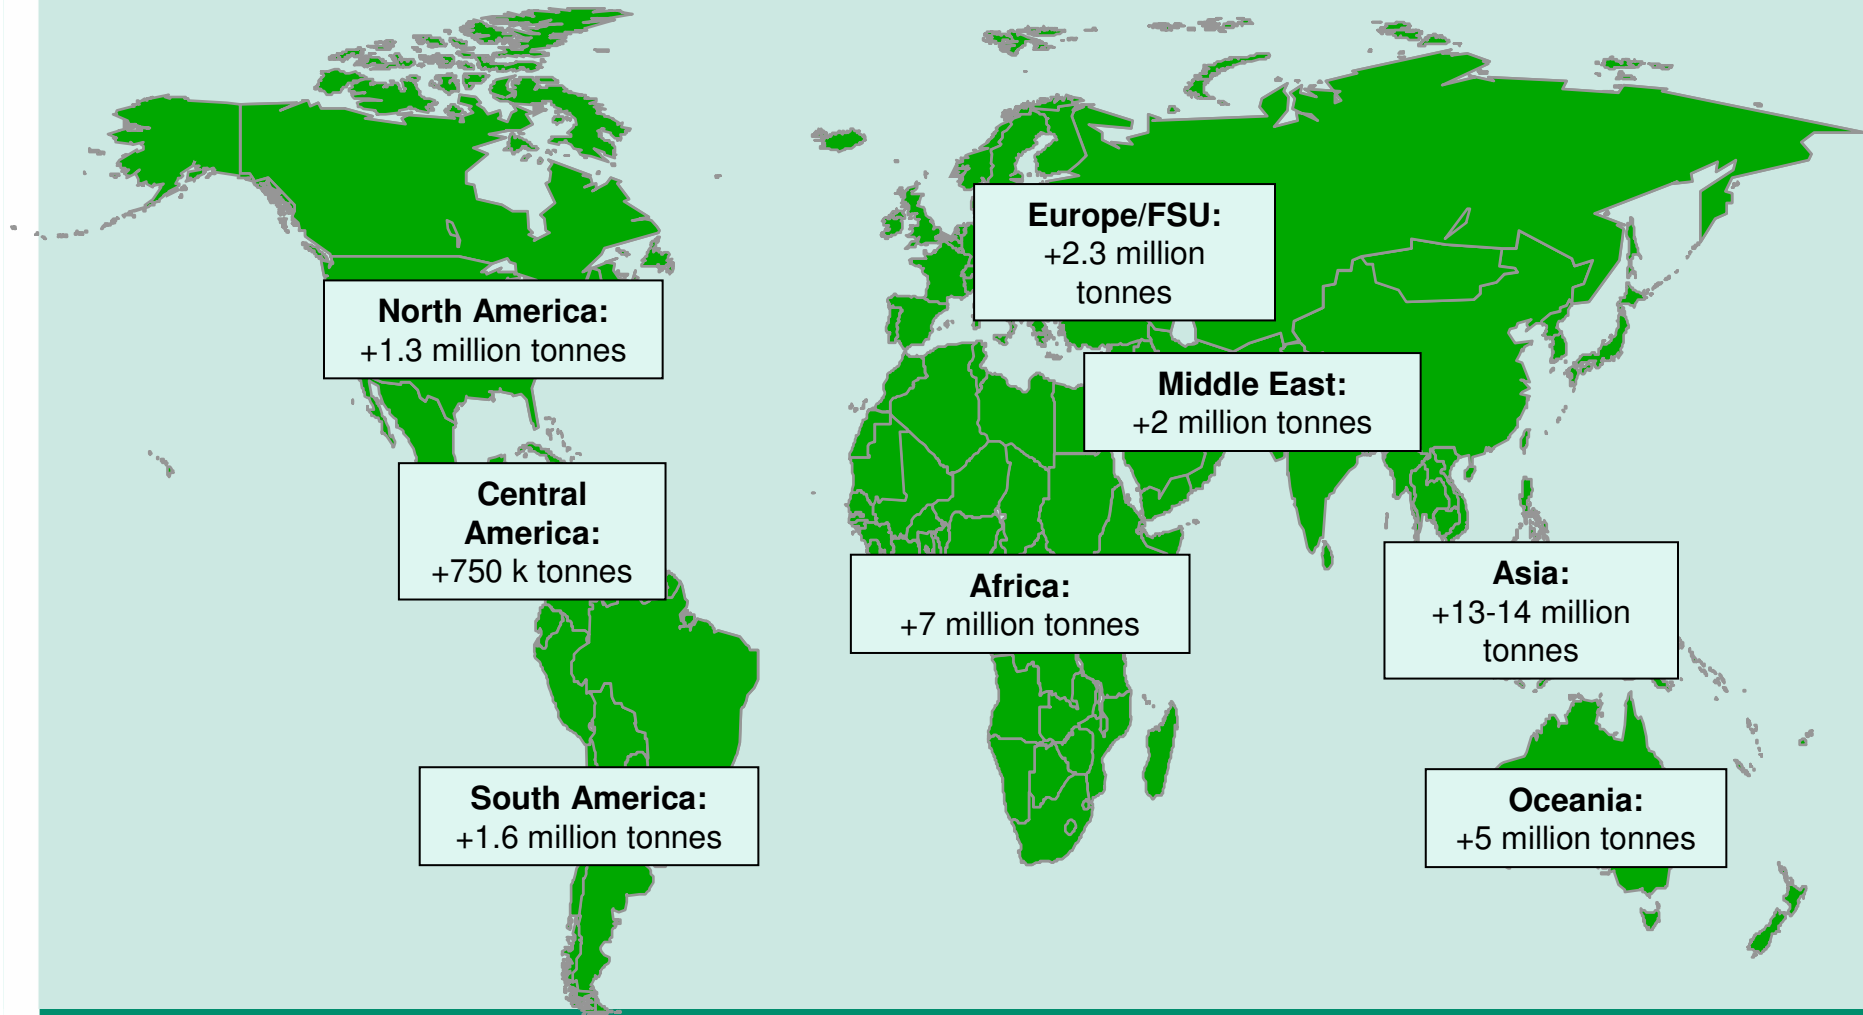 Europe/FSU:
+2.3 million
tonnes
North America:
+1.3 million tonnes
Middle East:
+2 million tonnes
Central
America:
+750 k tonnes
Africa:
+7 million tonnes
Asia:
+13-14 million
tonnes
South America:
+1.6 million tonnes
Oceania:
+5 million tonnes